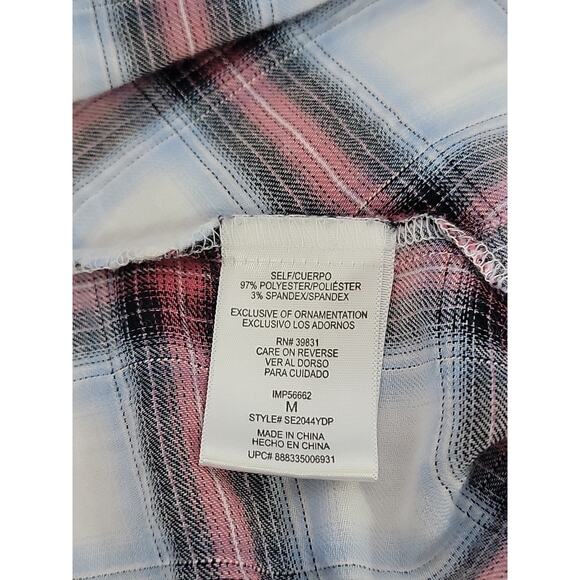 SELF/CUERPO
97% POLYESTER/POLIÉSTER
3% SPANDEX/SPANDEX
EXCLUSIVE OF ORNAMENTATION
EXCLUSIVO LOS ADORNOS
RN# 39831
CARE ON REVERSE
VER AL DORSO
PARA CUIDADO
IMP56662
M
STYLE# SE2044YDP
MADE IN CHINA
HECHO EN CHINA
UPC# 888335006931